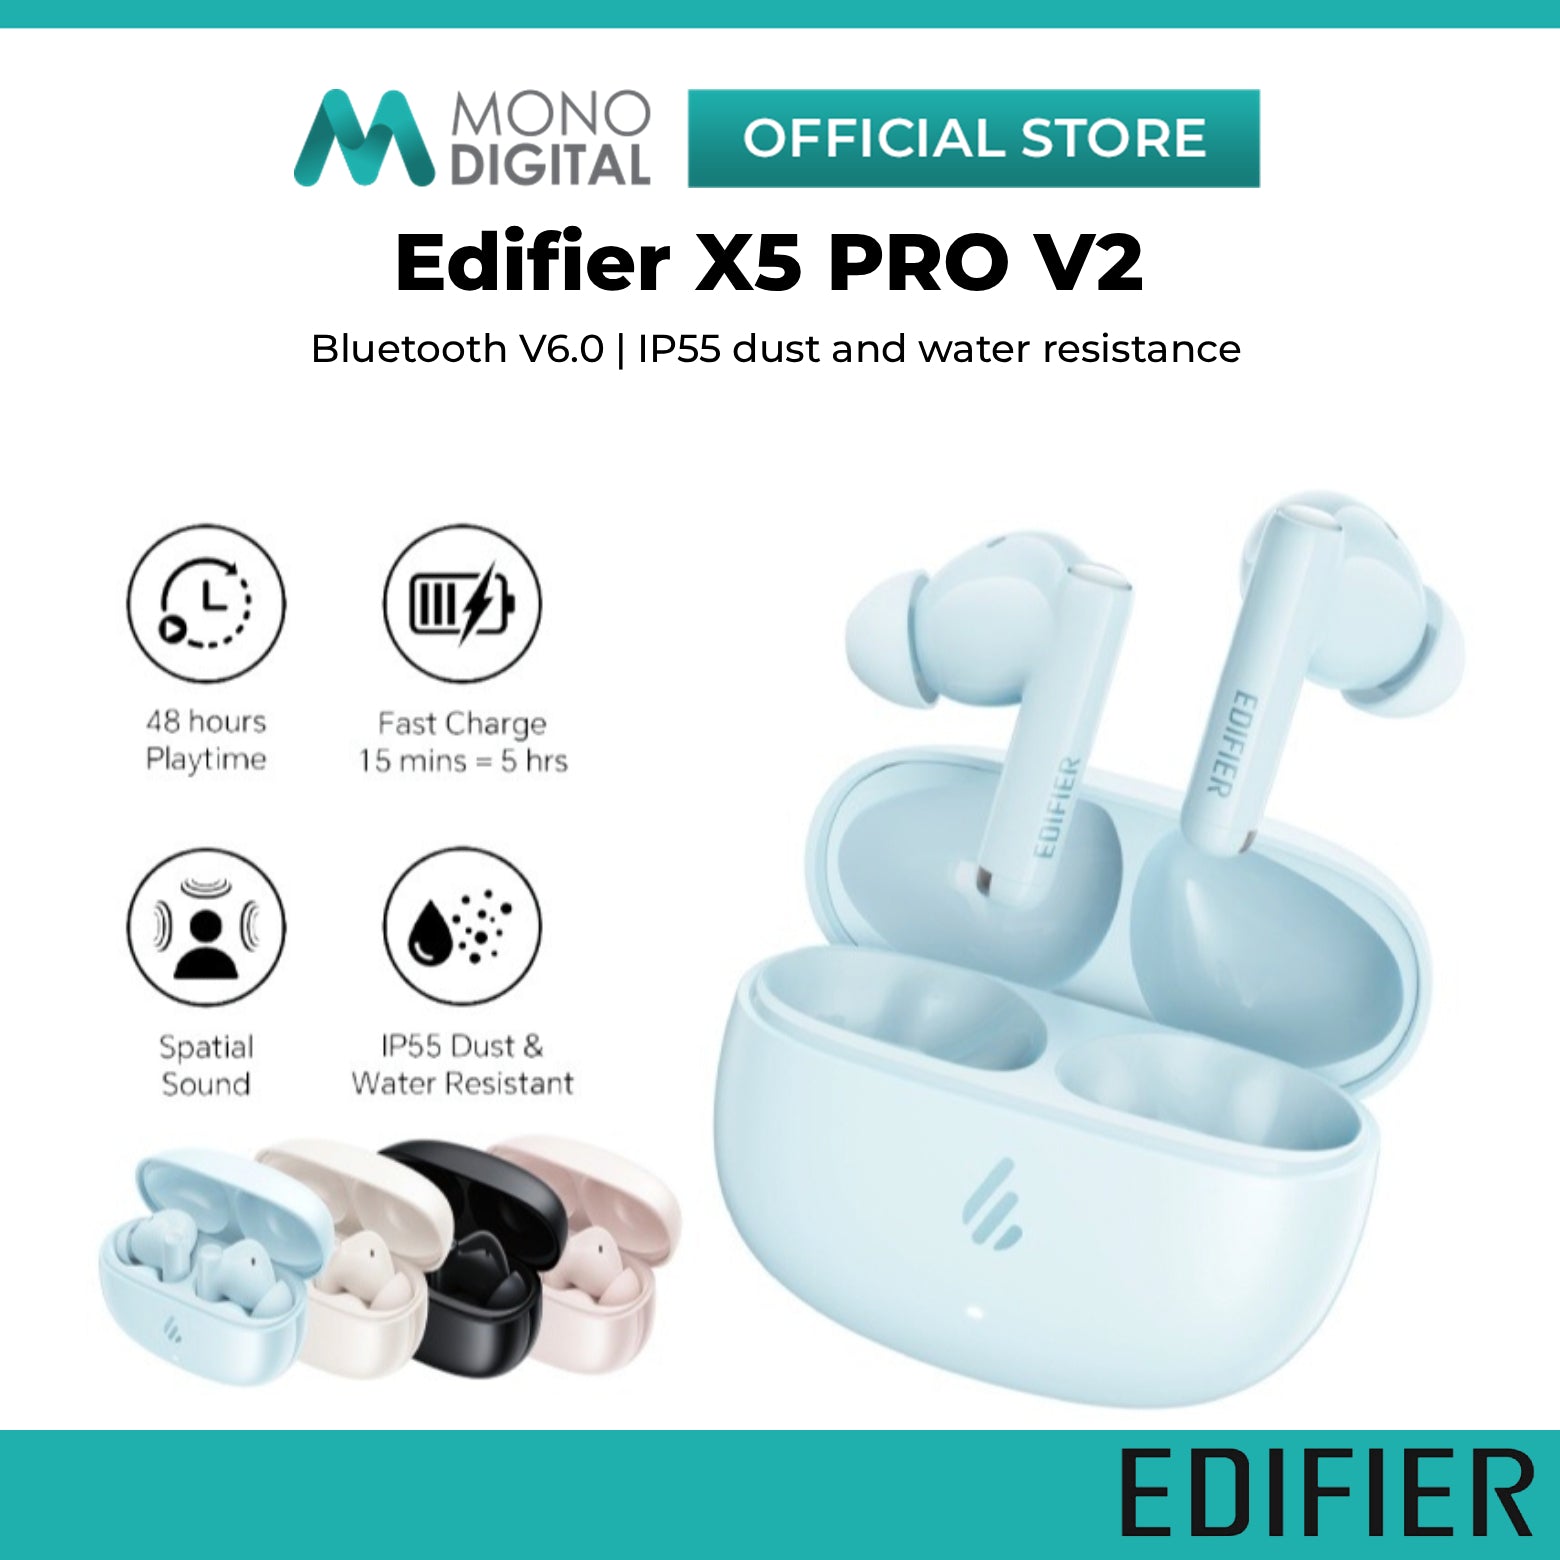 MONO
DIGITAL
OFFICIAL STORE
Edifier X5 PRO V2
Bluetooth V6.0 | IP55 dust and water resistance
48 hours
Playtime
Fast Charge
15 mins = 5 hrs
Spatial
Sound
IP55 Dust &
Water Resistant
EDIFIER
EDIFIER
EDIFIER